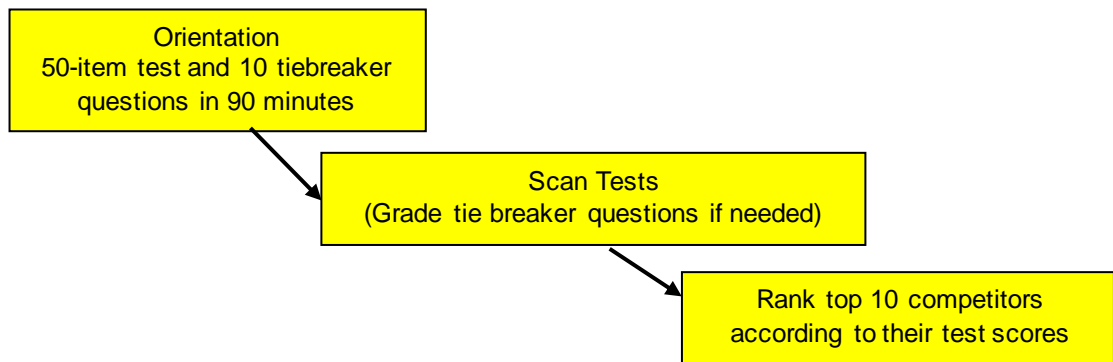 Orientation
50-item test and 10 tiebreaker
questions in 90 minutes
Scan Tests
(Grade tie breaker questions if needed)
Rank top 10 competitors
according to their test scores